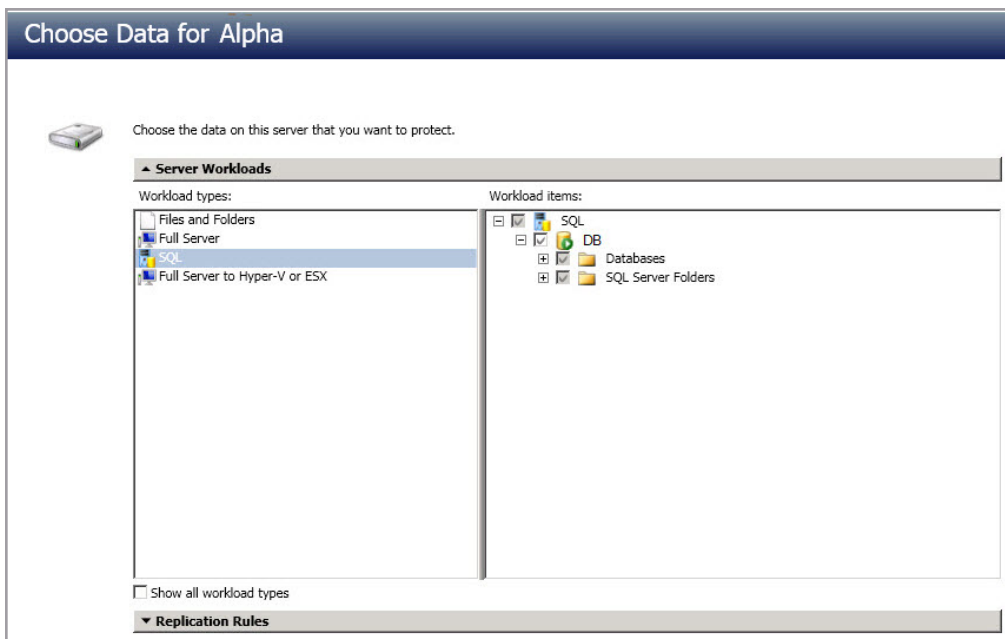 Choose Data for Alpha
Choose the data on this server that you want to protect.
Server Workloads
Workload types:
Files and Folders
Full Server
SQL
Full Server to Hyper-V or ESX
Workload items:
SQL
DB
Databases
SQL Server Folders
Show all workload types
Replication Rules